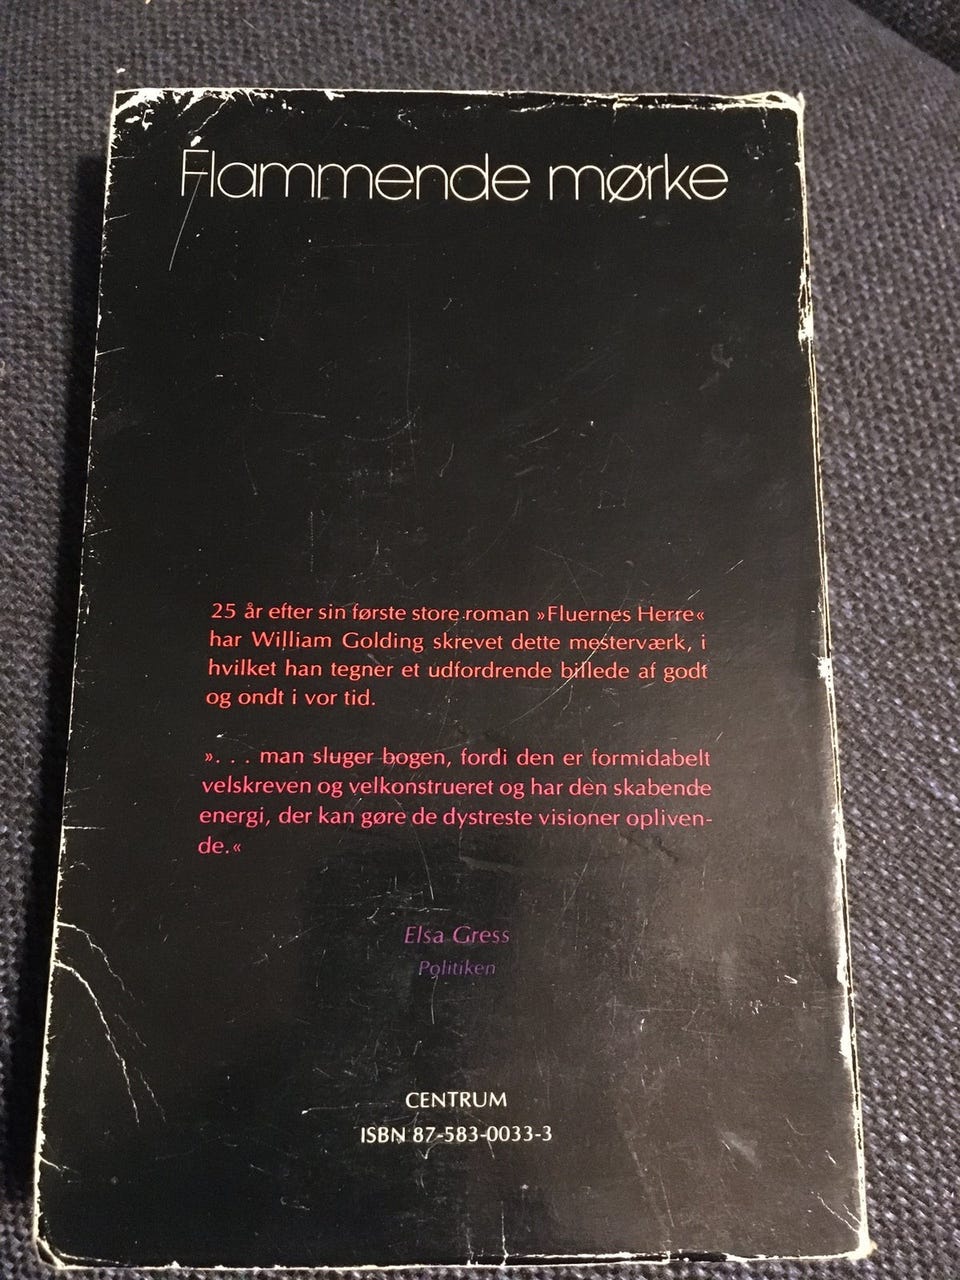 Flammende mørke
25 år efter sin første store roman »Fluernes Herre«
har William Golding skrevet dette mesterværk, i
hvilket han tegner et udfordrende billede af godt
og ondt i vor tid.
». . . man sluger bogen, fordi den er formidabelt
velskreven og velkonstrueret og har den skabende
energi, der kan gøre de dystreste visioner opliven-
de.«
Elsa Gress
Politiken
CENTRUM
ISBN 87-583-0033-3